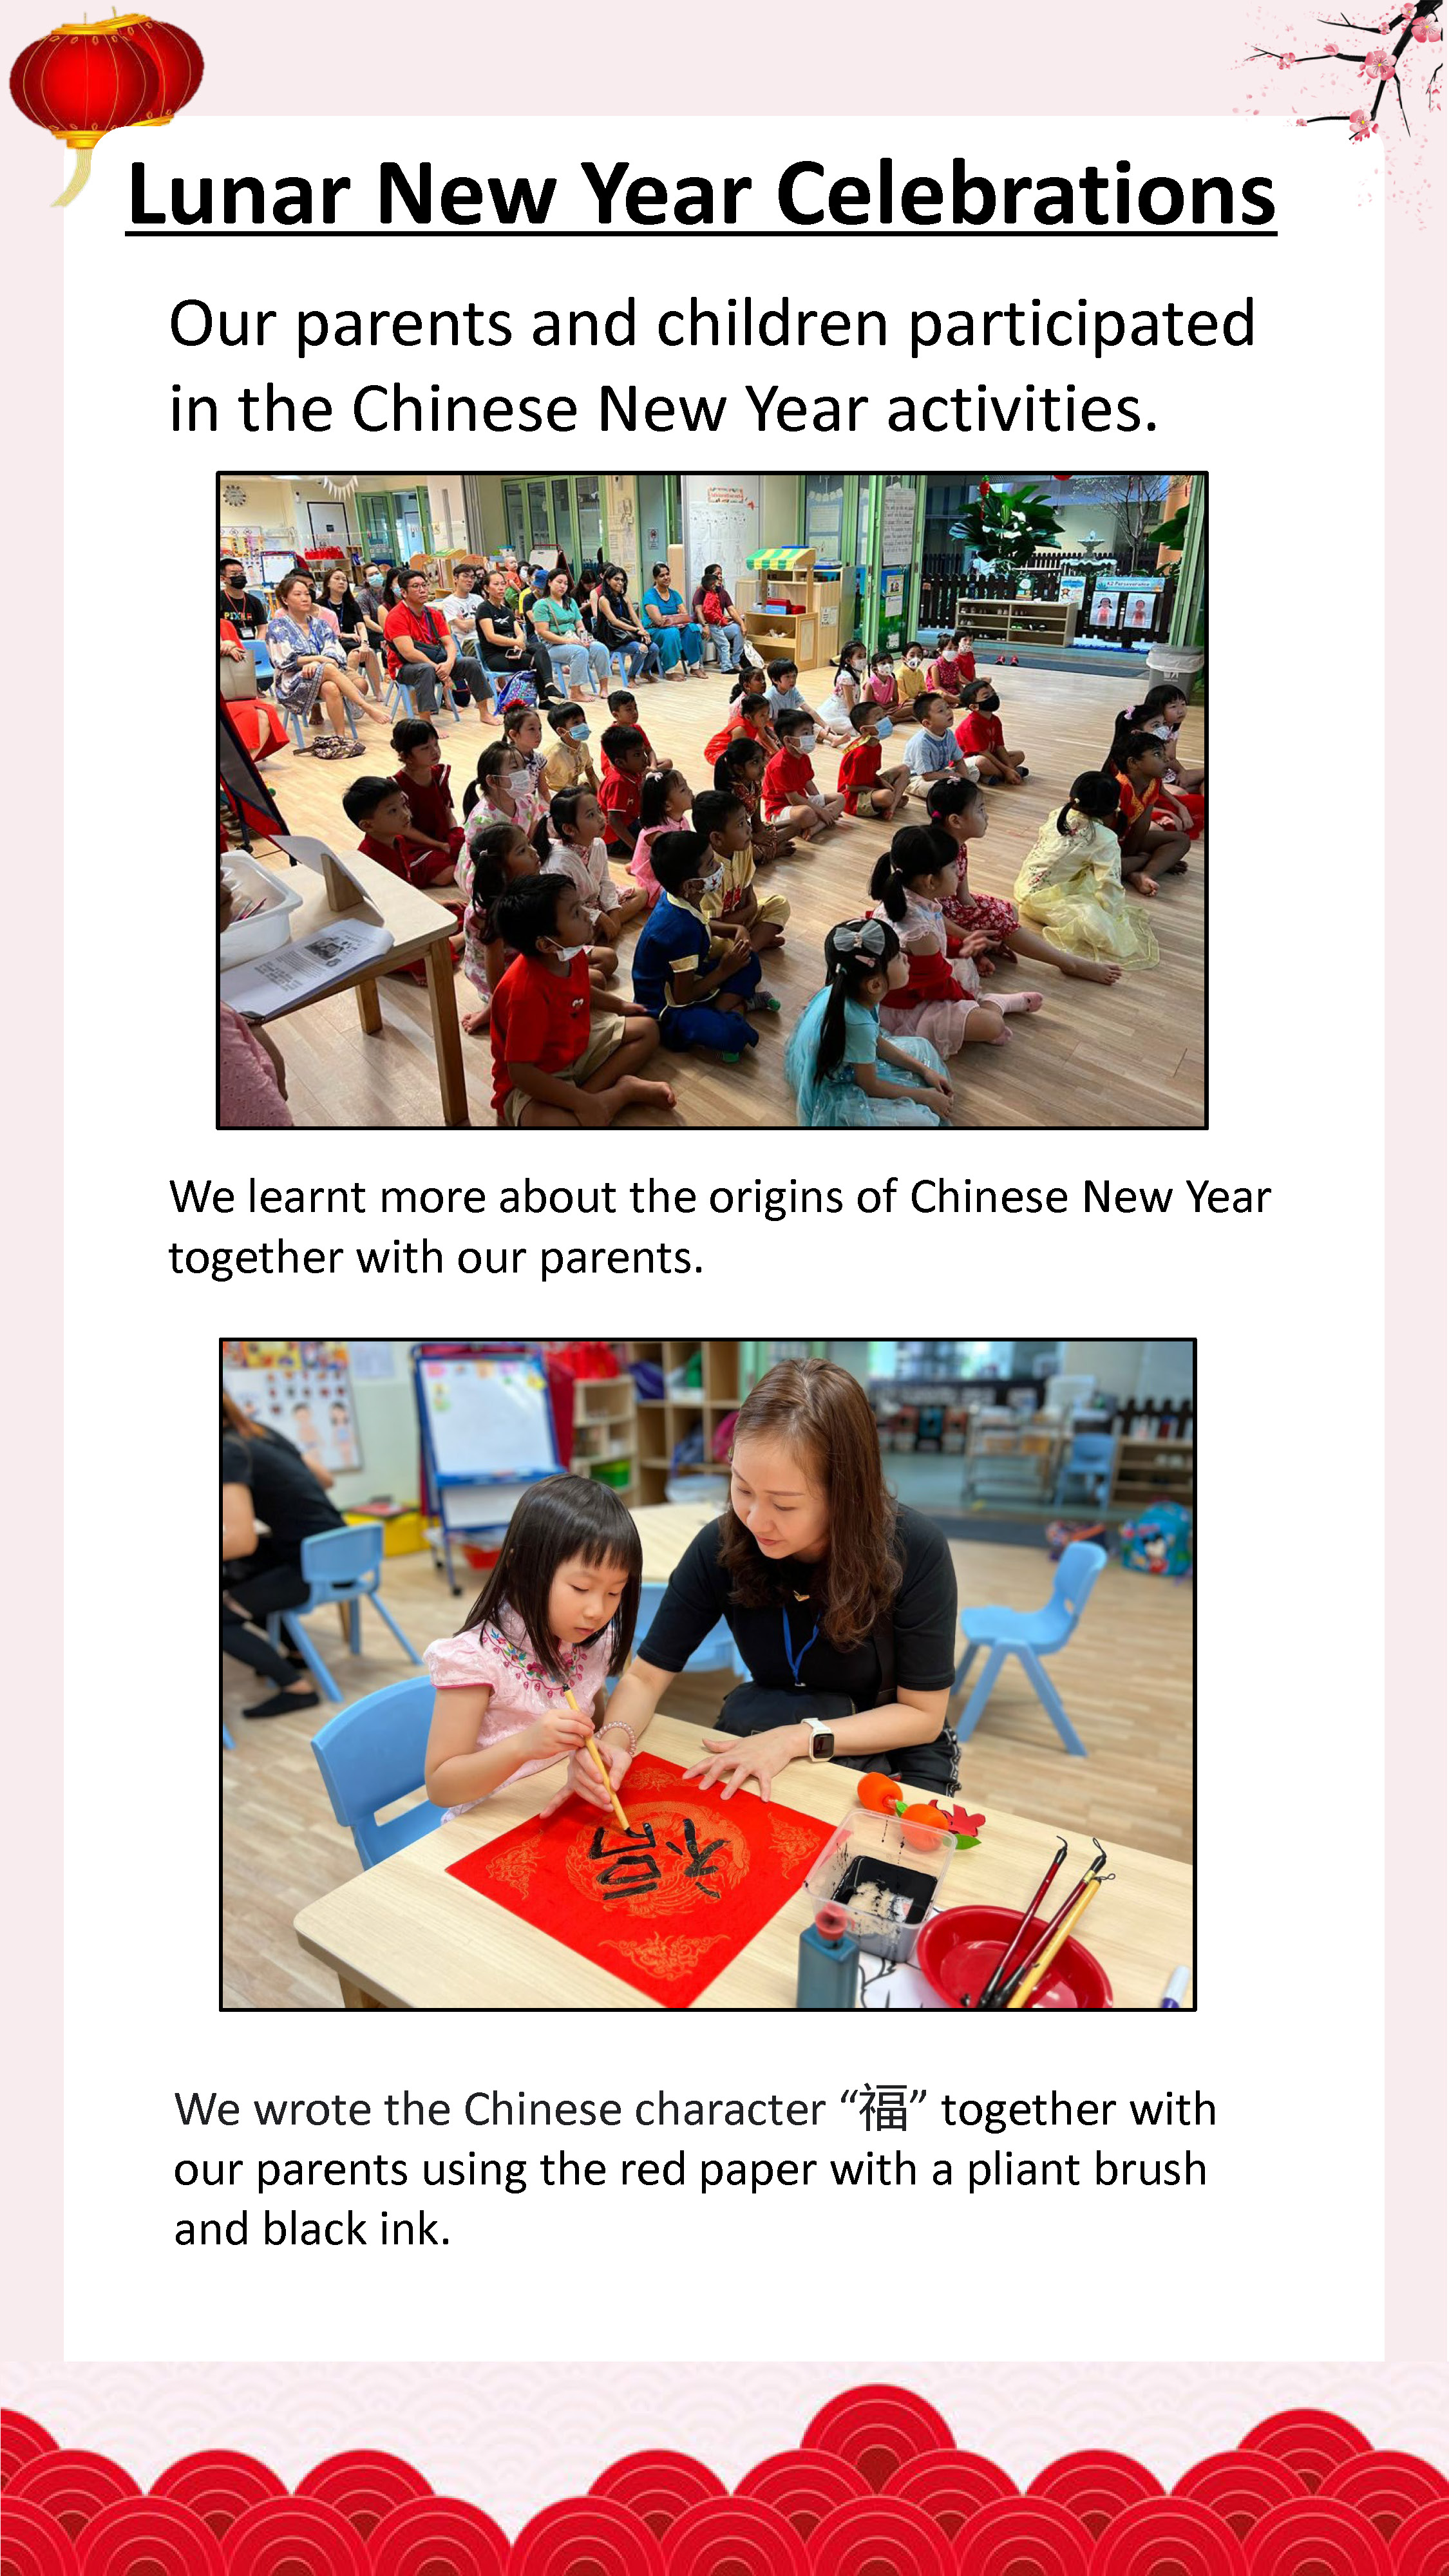 Lunar New Year Celebrations
Our parents and children participated
in the Chinese New Year activities.
PIXEL
We learnt more about the origins of Chinese New Year
together with our parents.
We wrote the Chinese character “福” together with
our parents using the red paper with a pliant brush
and black ink.